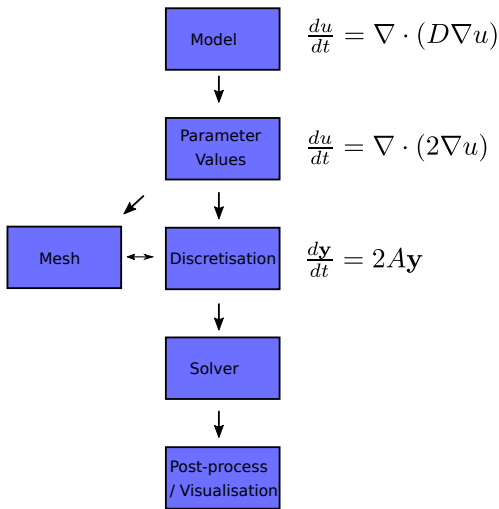 Model
du/dt = ∇ · (D∇u)
Parameter
Values
du/dt = ∇ · (2∇u)
Mesh
Discretisation
dy/dt = 2Ay
Solver
Post-process
/ Visualisation